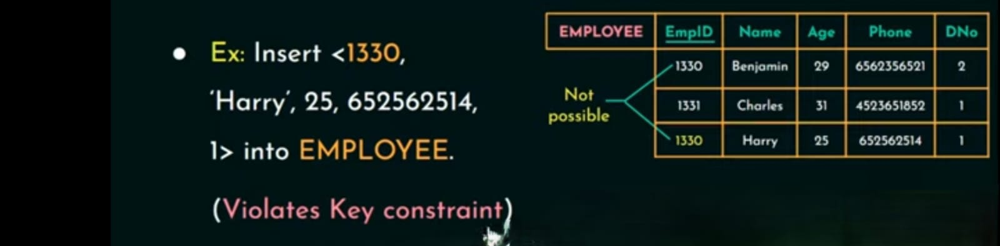 ● Ex: Insert <1330,
‘Harry’, 25, 652562514,
1> into EMPLOYEE.
(Violates Key constraint)
EMPLOYEE EmpID Name Age Phone DNo
1330 Benjamin 29 6562356521 2
Not
possible
1331 Charles 31 4523651852 1
1330 Harry 25 652562514 1